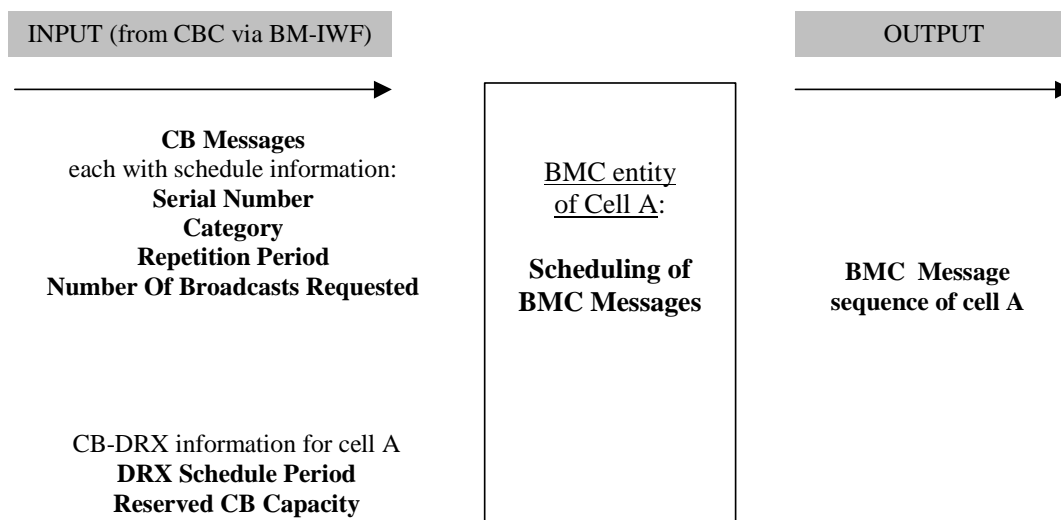 INPUT (from CBC via BM-IWF)
OUTPUT
CB Messages
each with schedule information:
Serial Number
Category
Repetition Period
Number Of Broadcasts Requested
CB-DRX information for cell A
DRX Schedule Period
Reserved CB Capacity
BMC entity
of Cell A:
Scheduling of
BMC Messages
BMC Message
sequence of cell A